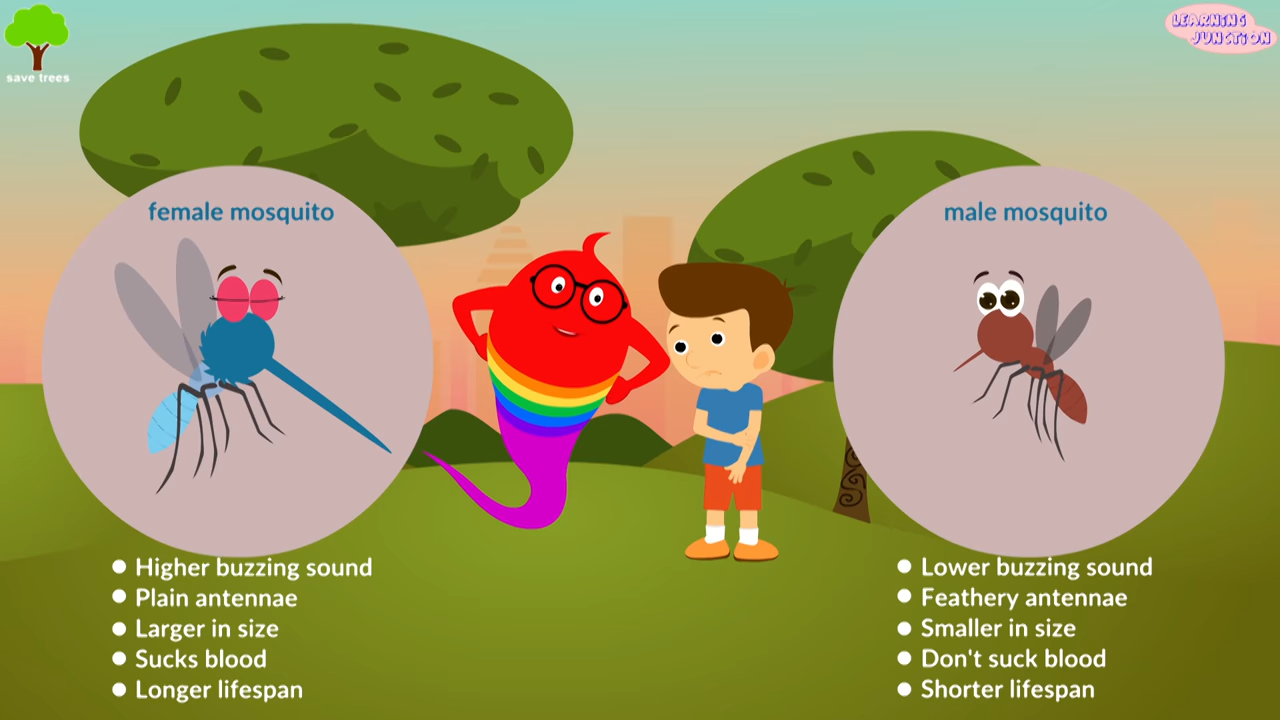 save trees
LEARNING
JUNCTION
female mosquito
male mosquito
Higher buzzing sound
Plain antennae
Larger in size
Sucks blood
Longer lifespan
Lower buzzing sound
Feathery antennae
Smaller in size
Don't suck blood
Shorter lifespan